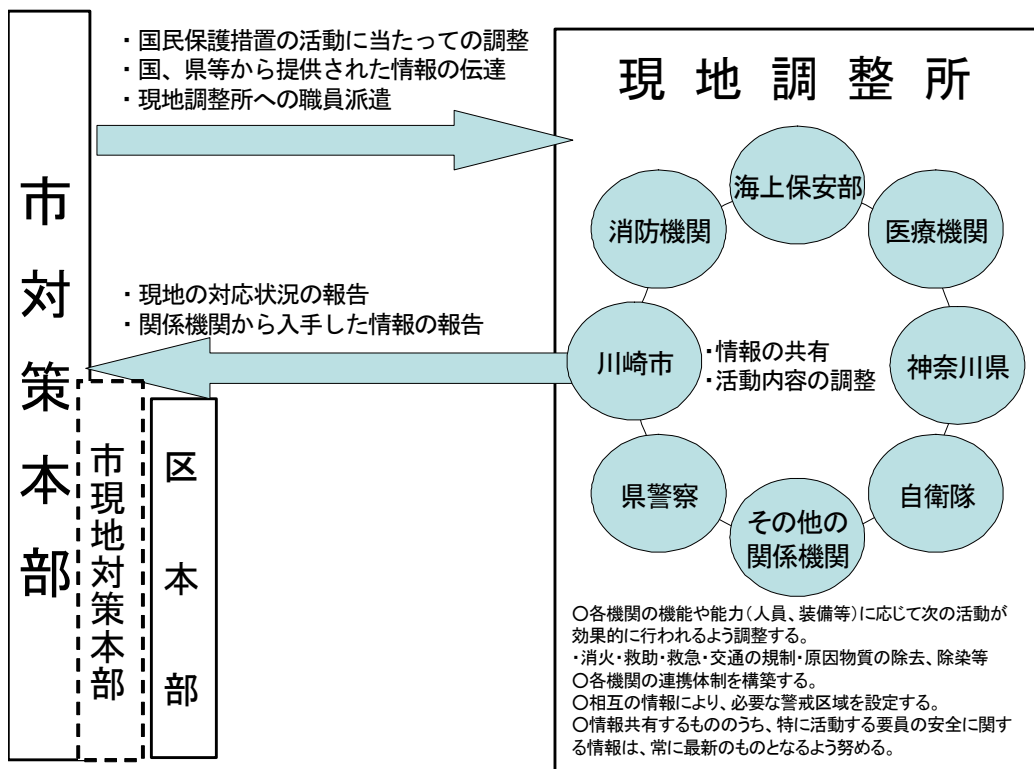 ・国民保護措置の活動に当たっての調整
・国、県等から提供された情報の伝達
・現地調整所への職員派遣
市対策本部
・現地の対応状況の報告
・関係機関から入手した情報の報告
市現地対策本部
区本部
現地調整所
海上保安部
消防機関
医療機関
川崎市
・情報の共有
・活動内容の調整
神奈川県
県警察
自衛隊
その他の
関係機関
○各機関の機能や能力(人員、装備等)に応じて次の活動が
効果的に行われるよう調整する。
・消火・救助・救急・交通の規制・原因物質の除去、除染等
○各機関の連携体制を構築する。
○相互の情報により、必要な警戒区域を設定する。
○情報共有するもののうち、特に活動する要員の安全に関す
る情報は、常に最新のものとなるよう努める。